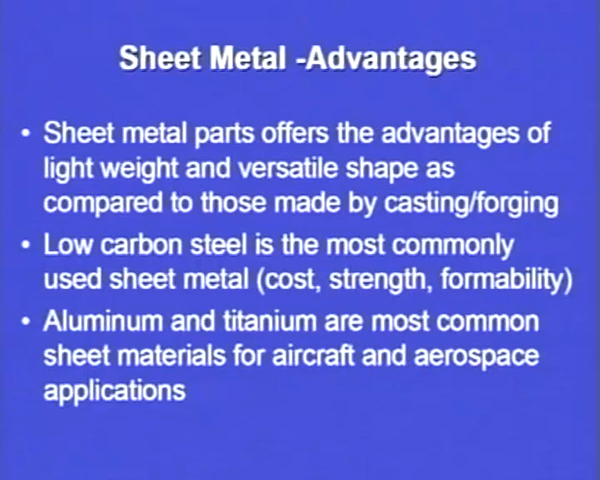 Sheet Metal -Advantages
• Sheet metal parts offers the advantages of
light weight and versatile shape as
compared to those made by casting/forging
• Low carbon steel is the most commonly
used sheet metal (cost, strength, formability)
• Aluminum and titanium are most common
sheet materials for aircraft and aerospace
applications